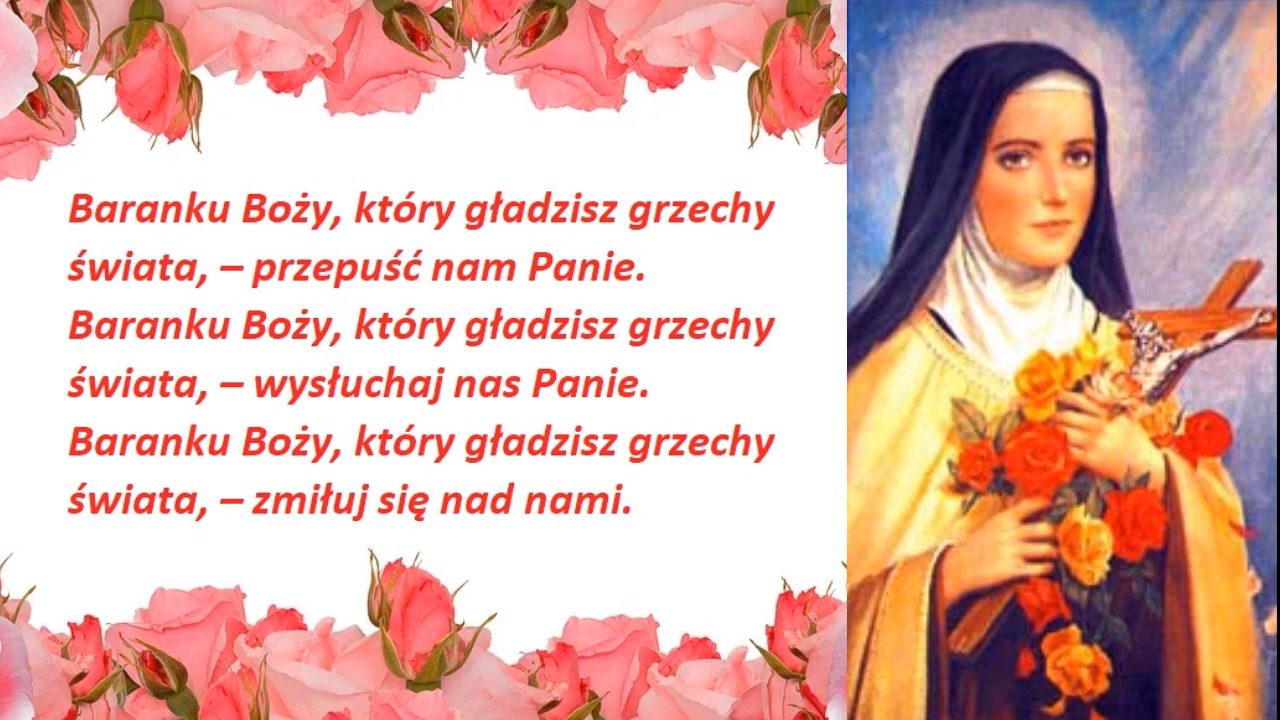 Baranku Boży, który gładzisz grzechy
świata, – przepuść nam Panie.
Baranku Boży, który gładzisz grzechy
świata, – wysłuchaj nas Panie.
Baranku Boży, który gładzisz grzechy
świata, – zmiłuj się nad nami.